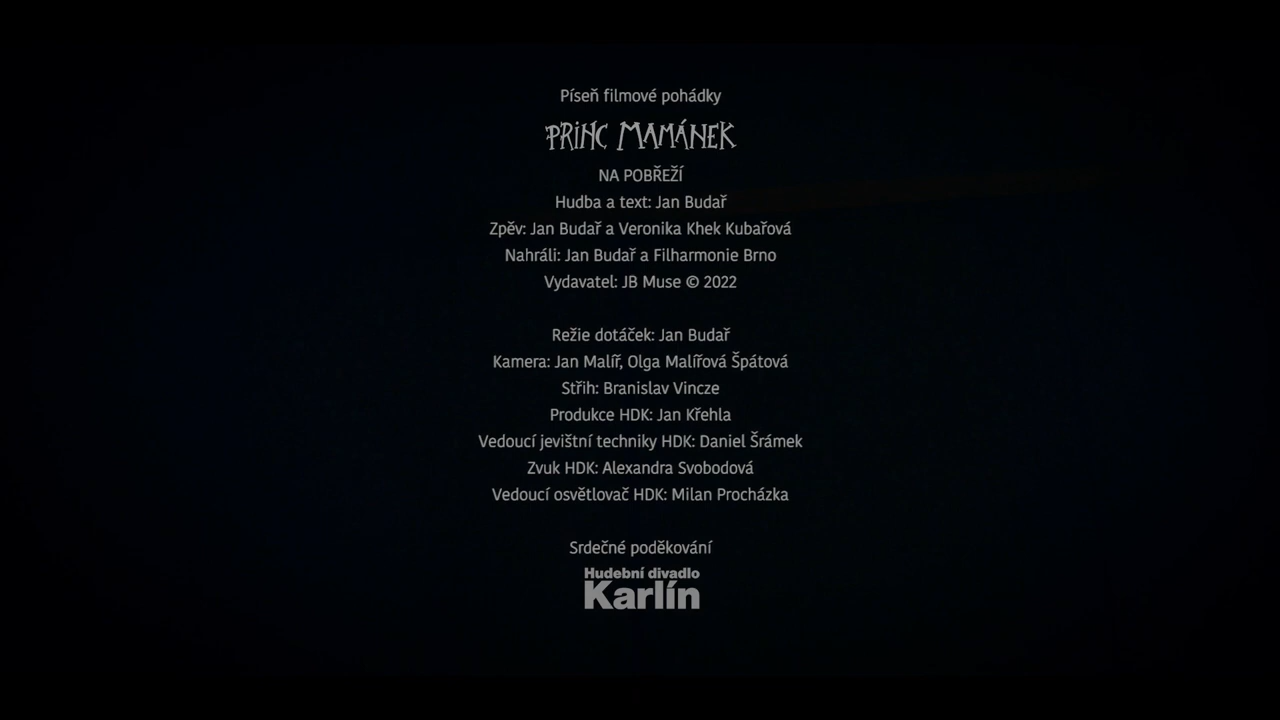 Píseň filmové pohádky
PRINC MAMÁNEK
NA POBŘEŽÍ
Hudba a text: Jan Budař
Zpěv: Jan Budař a Veronika Khek Kubařová
Nahráli: Jan Budař a Filharmonie Brno
Vydavatel: JB Muse © 2022
Režie dotáček: Jan Budař
Kamera: Jan Malíř, Olga Malířová Špátová
Střih: Branislav Vincze
Produkce HDK: Jan Křehla
Vedoucí jevištní techniky HDK: Daniel Šrámek
Zvuk HDK: Alexandra Svobodová
Vedoucí osvětlovač HDK: Milan Procházka
Srdečné poděkování
Hudební divadlo
Karlín